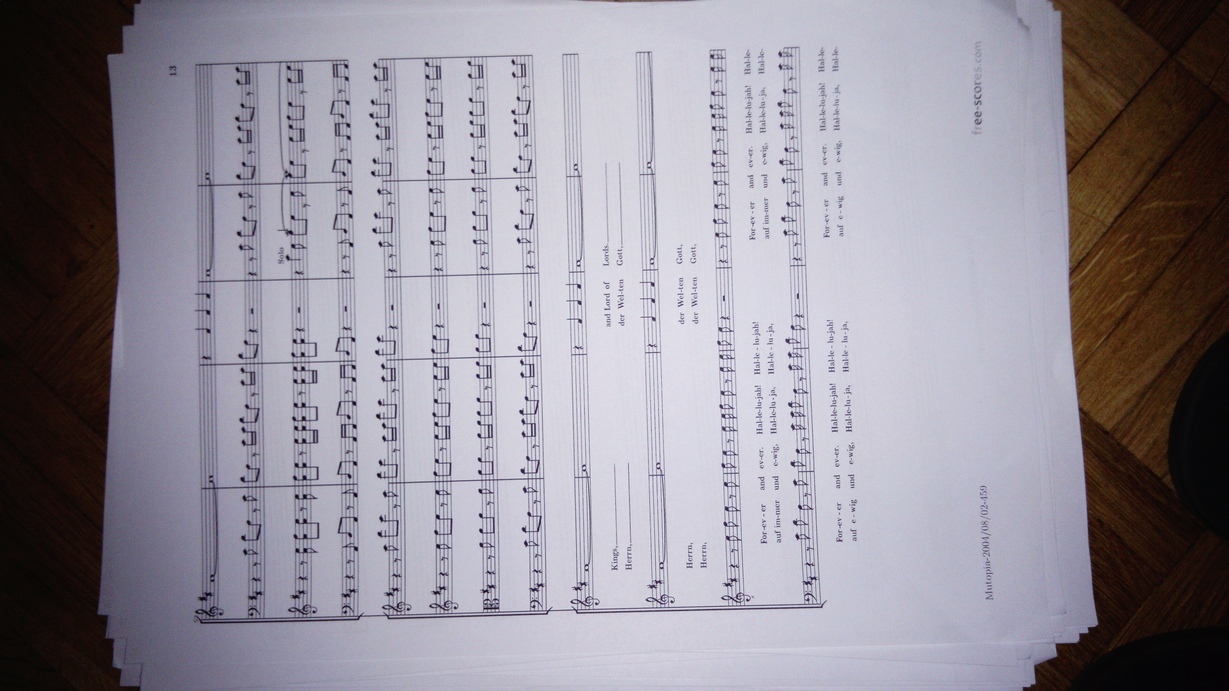 13
Solo
Kings, and Lord of Lords
Herrn, der Wel-ten Gott,
Herrn, der Wel-ten Gott,
Herrn, der Wel-ten Gott,
For-ev - er and ev-er. Hal-le-lu-jah! Hal-le - lu-jah! For-ev - er and ev-er. Hal-le-lu-jah! Hal-le-
auf im-mer und e-wig, Hal-le-lu-ja, Hal-le - lu - ja, auf im-mer und e-wig, Hal-le-lu - ja, Hal-le-
For-ev - er and ev-er. Hal-le-lu-jah! Hal-le - lu-jah! For-ev - er and ev-er. Hal-le-lu-jah! Hal-le-
auf e - wig und e-wig, Hal-le-lu-ja, Hal-le - lu - ja, auf e - wig und e-wig, Hal-le-lu - ja, Hal-le-
Mutopia-2004/08/02-459
free-scores.com